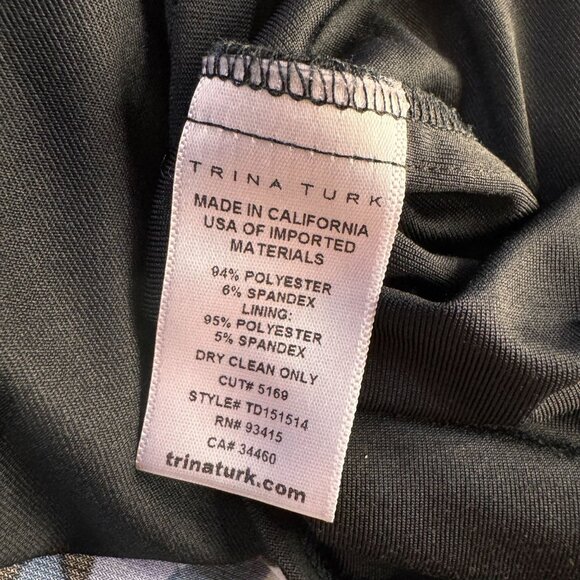 TRINA TURK
MADE IN CALIFORNIA
USA OF IMPORTED
MATERIALS
94% POLYESTER
6% SPANDEX
LINING:
95% POLYESTER
5% SPANDEX
DRY CLEAN ONLY
CUT# 5169
STYLE# TD151514
RN# 93415
CA# 34460
trinaturk.com